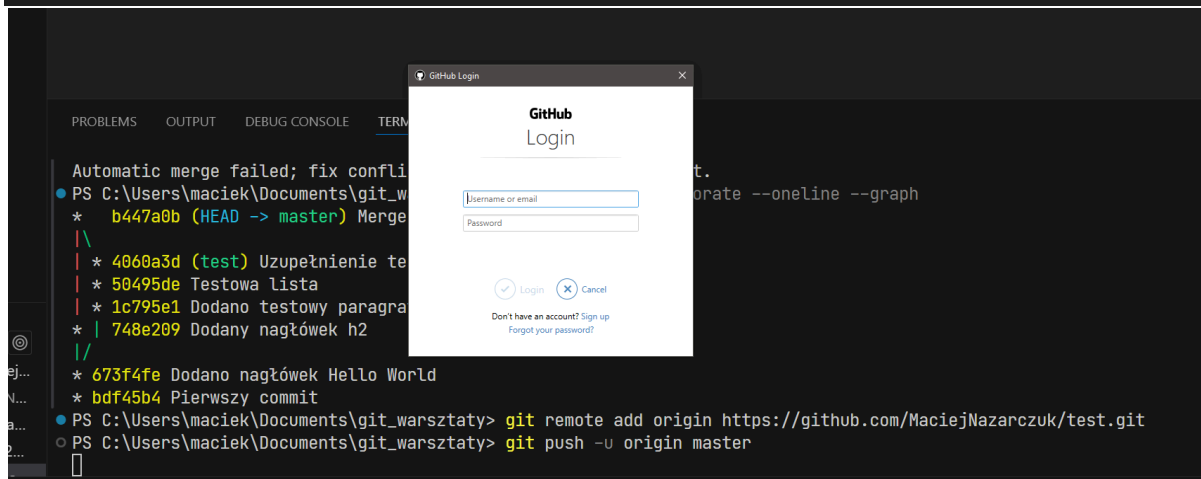 GitHub Login
GitHub
Login
Username or email
Password
Login Cancel
Don't have an account? Sign up
Forgot your password?
PROBLEMS OUTPUT DEBUG CONSOLE TERM
Automatic merge failed; fix confli t.
PS C:\Users\maciek\Documents\git_w orate --oneline --graph
* b447a0b (HEAD -> master) Merge
|\
| * 4060a3d (test) Uzupełnienie te
| * 50495de Testowa lista
| * 1c795e1 Dodano testowy paragra
* | 748e209 Dodany nagłówek h2
|/
* 673f4fe Dodano nagłówek Hello World
* bdf45b4 Pierwszy commit
PS C:\Users\maciek\Documents\git_warsztaty> git remote add origin https://github.com/MaciejNazarczuk/test.git
PS C:\Users\maciek\Documents\git_warsztaty> git push -u origin master
ej...
N...
a...
2...